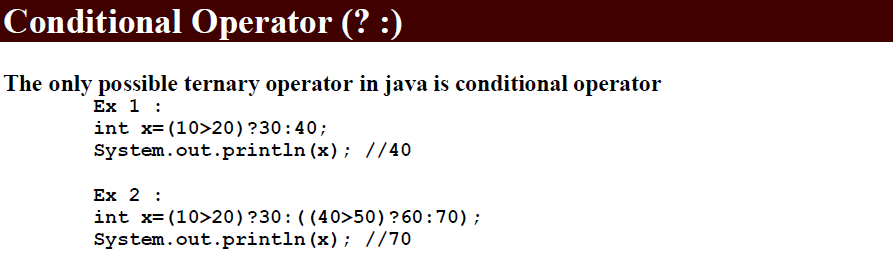 Conditional Operator (? :)
The only possible ternary operator in java is conditional operator
Ex 1 :
int x=(10>20)?30:40;
System.out.println(x); //40
Ex 2 :
int x=(10>20)?30:((40>50)?60:70);
System.out.println(x); //70